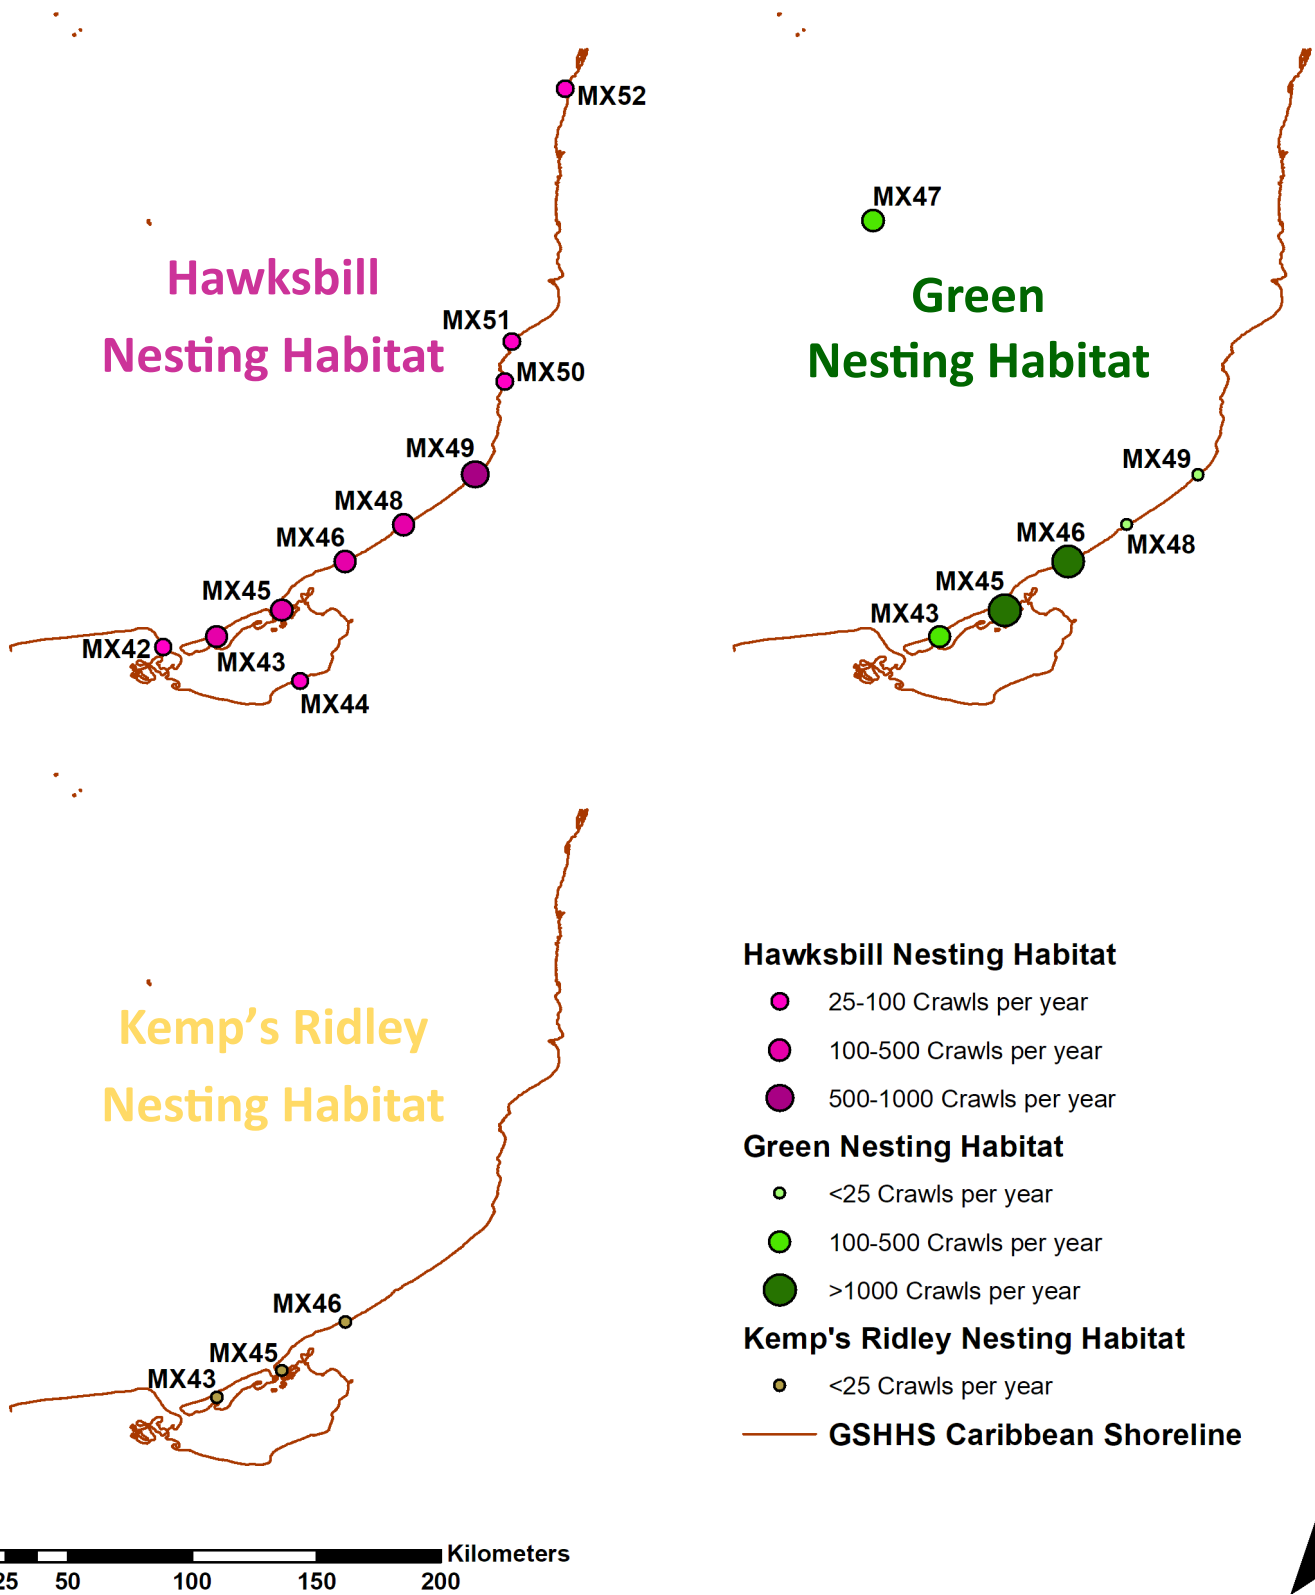 MX52
Hawksbill
Nesting Habitat
MX51
MX50
MX49
MX48
MX46
MX45
MX42
MX43
MX44
MX47
Green
Nesting Habitat
MX49
MX48
MX46
MX45
MX43
Kemp’s Ridley
Nesting Habitat
MX46
MX45
MX43
Hawksbill Nesting Habitat
25-100 Crawls per year
100-500 Crawls per year
500-1000 Crawls per year
Green Nesting Habitat
<25 Crawls per year
100-500 Crawls per year
>1000 Crawls per year
Kemp's Ridley Nesting Habitat
<25 Crawls per year
GSHHS Caribbean Shoreline
Kilometers
25 50 100 150 200